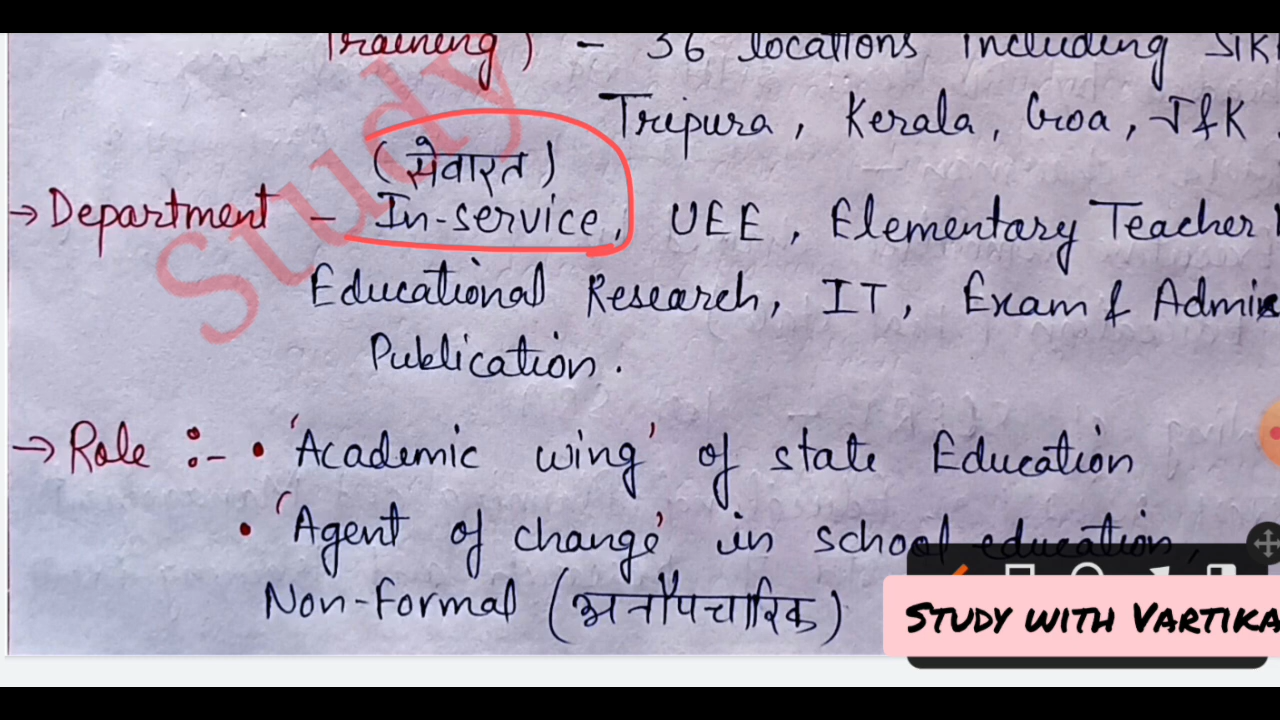 Training) - 36 locations including
Tripura, Kerala, Goa, J&K
(सेवारत)
→ Department - In-service, UEE, Elementary Teacher
Educational Research, IT, Exam &
Publication.
→ Role :- • 'Academic wing' of state Education
• 'Agent of change' in school education,
Non-Formal (अनौपचारिक)
Study
STUDY WITH VARTIKA